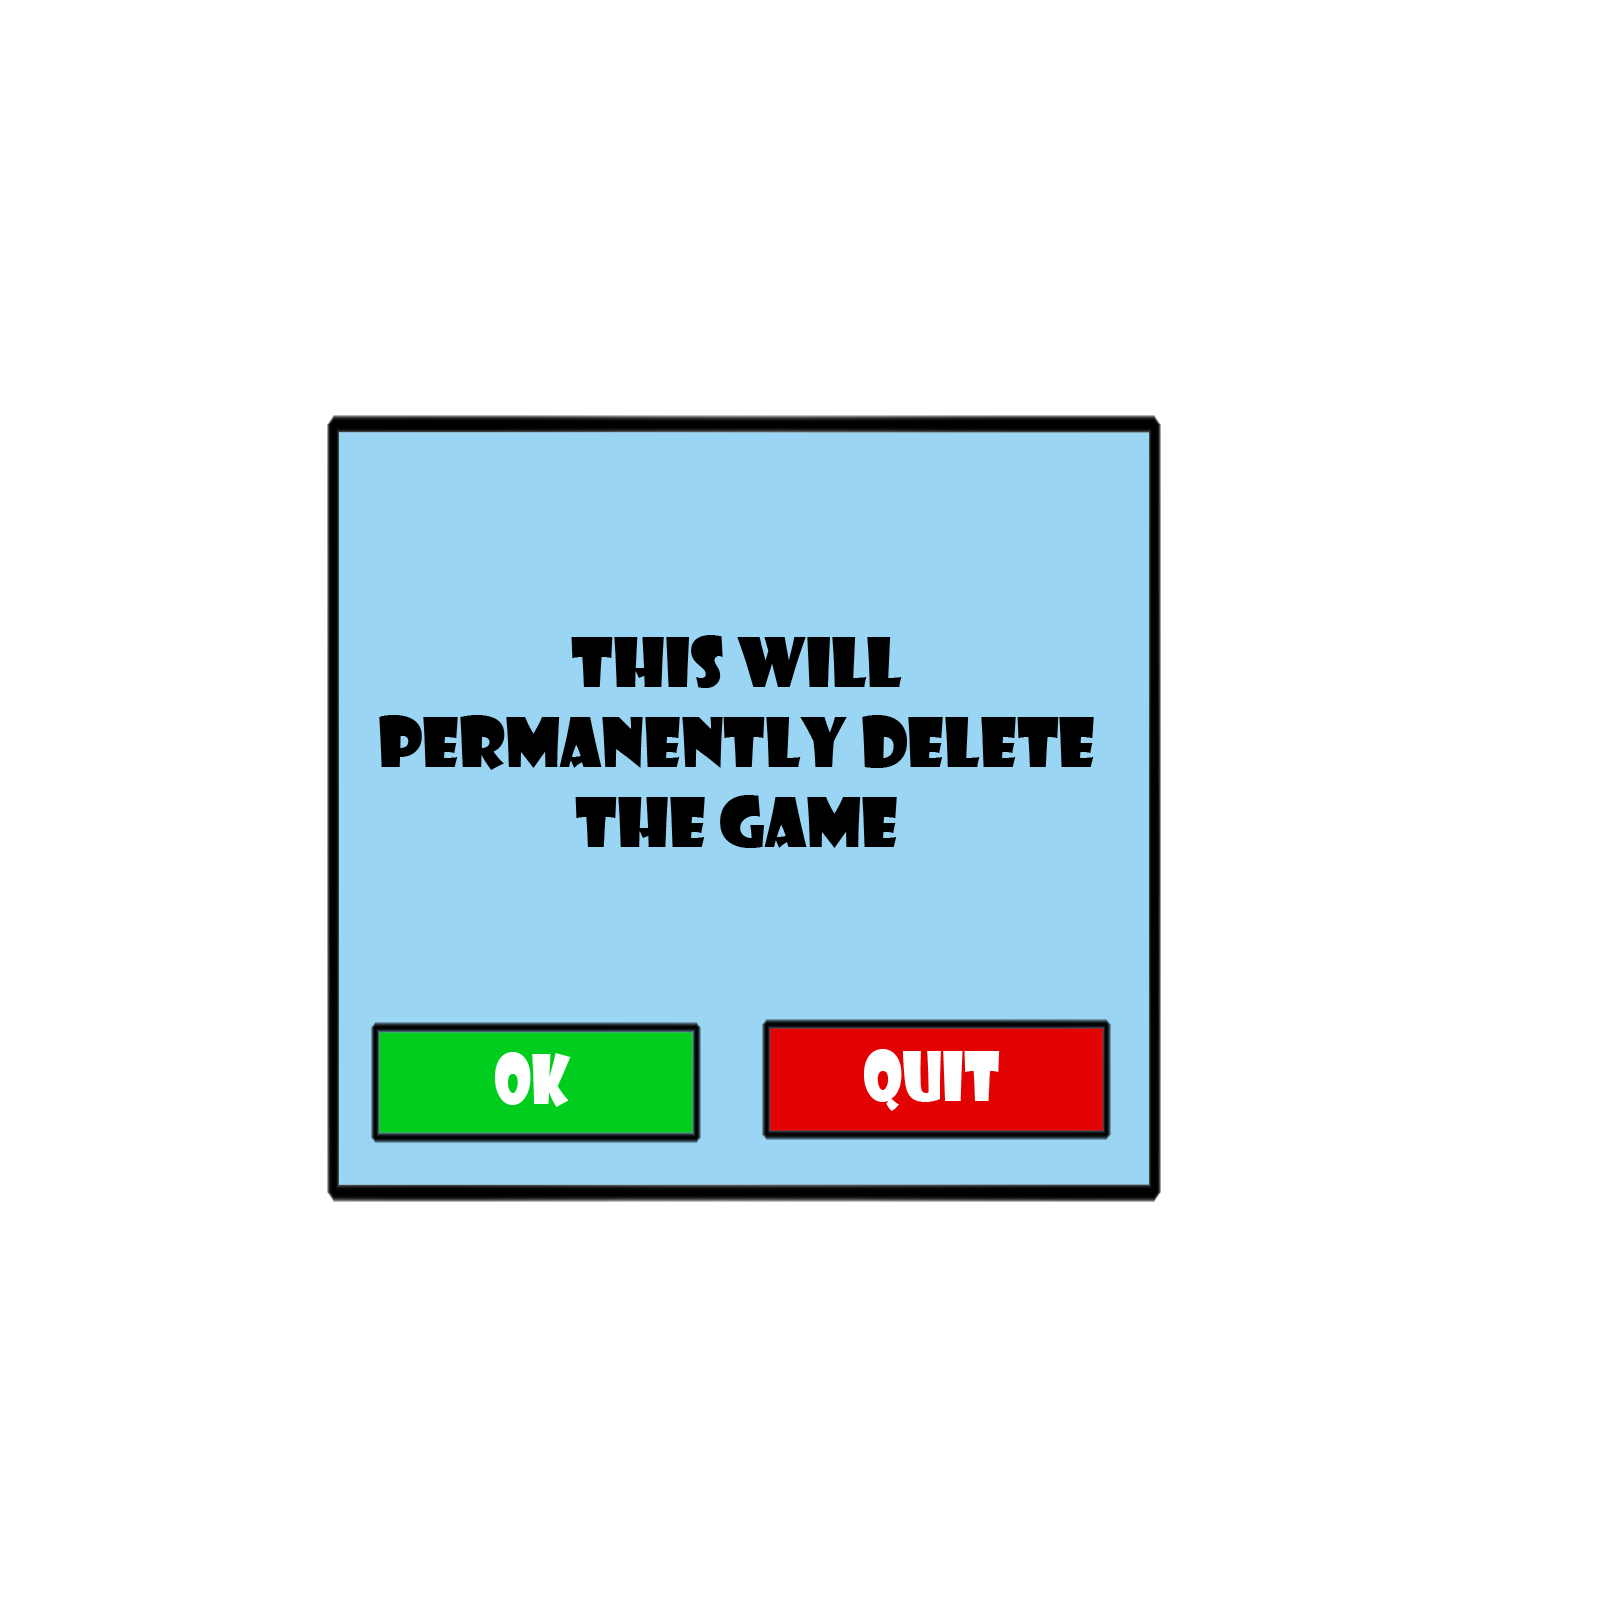 THIS WILL
PERMANENTLY DELETE
THE GAME
OK
QUIT